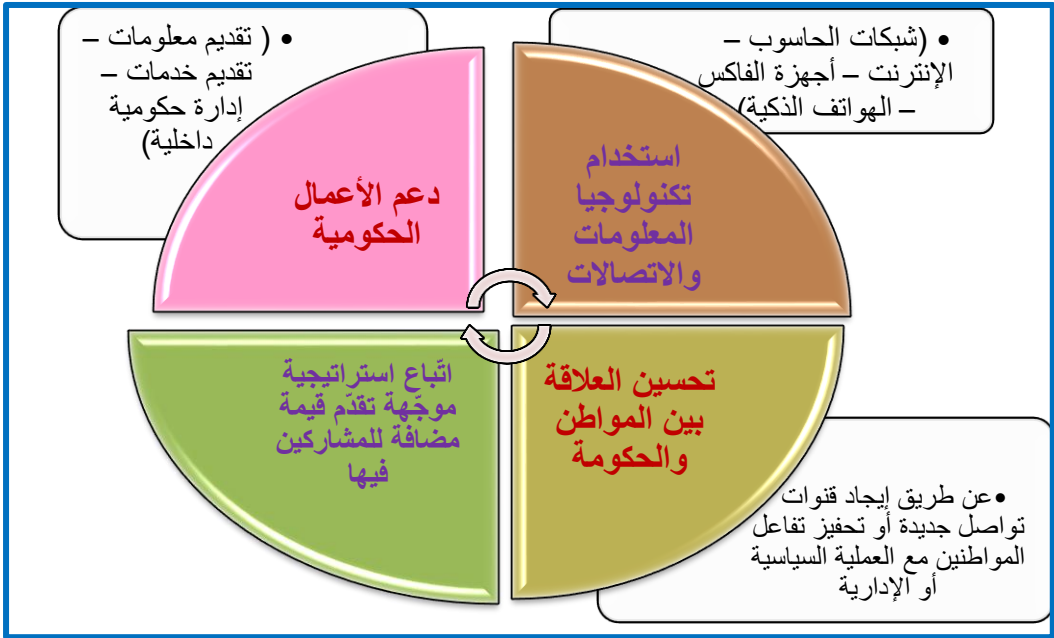 • (شبكات الحاسوب –
الإنترنت – أجهزة الفاكس
– الهواتف الذكية)
استخدام
تكنولوجيا
المعلومات
والاتصالات
• ( تقديم معلومات –
تقديم خدمات –
إدارة حكومية
داخلية)
دعم الأعمال
الحكومية
تحسين العلاقة
بين المواطن
والحكومة
•عن طريق إيجاد قنوات
تواصل جديدة أو تحفيز تفاعل
المواطنين مع العملية السياسية
أو الإدارية
اتّباع استراتيجية
موجّهة تقدّم قيمة
مضافة للمشاركين
فيها